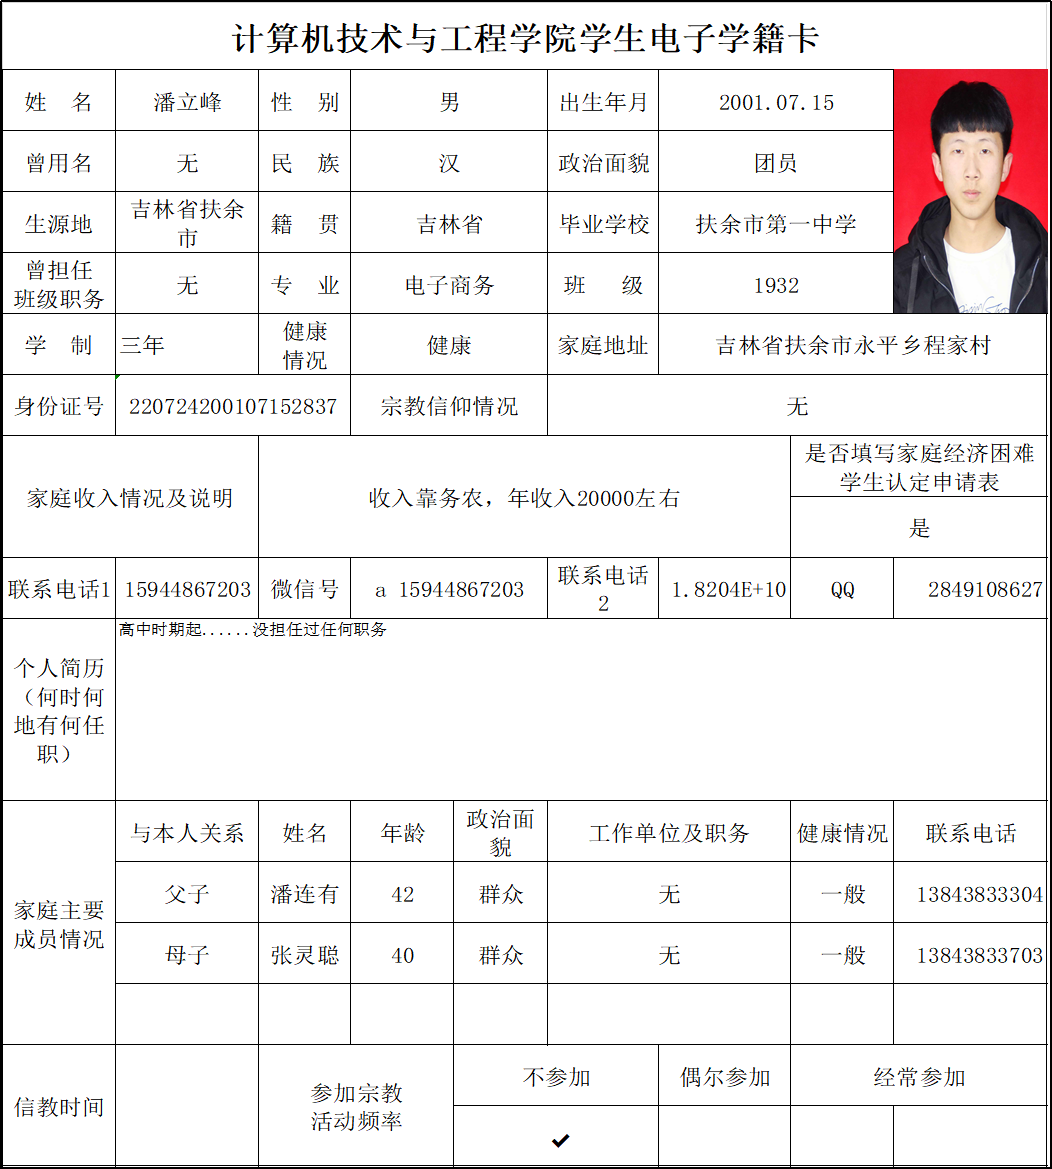 计算机技术与工程学院学生电子学籍卡
姓 名 潘立峰 性 别 男 出生年月 2001.07.15
曾用名 无 民 族 汉 政治面貌 团员
生源地 吉林省扶余市 籍 贯 吉林省 毕业学校 扶余市第一中学
曾担任班级职务 无 专 业 电子商务 班 级 1932
学 制 三年 健康情况 健康 家庭地址 吉林省扶余市永平乡程家村
身份证号 220724200107152837 宗教信仰情况 无
家庭收入情况及说明 收入靠务农，年收入20000左右 是否填写家庭经济困难学生认定申请表
是
联系电话1 15944867203 微信号 a 15944867203 联系电话2 1.8204E+10 QQ 2849108627
个人简历（何时何地有何任职） 高中时期起......没担任过任何职务
家庭主要成员情况 与本人关系 姓名 年龄 政治面貌 工作单位及职务 健康情况 联系电话
父子 潘连有 42 群众 无 一般 13843833304
母子 张灵聪 40 群众 无 一般 13843833703
信教时间 参加宗教活动频率 不参加 偶尔参加 经常参加
✔